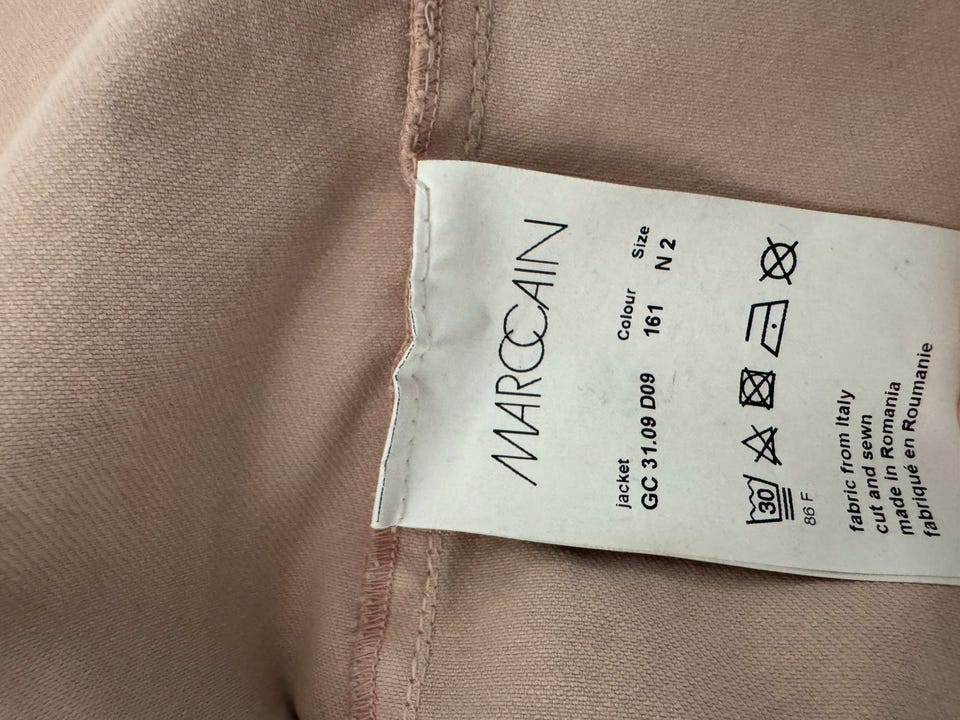 MARCCAIN
jacket Colour Size
GC 31.09 D09 161 N 2
30
86 F
fabric from Italy
cut and sewn
made in Romania
fabriqué en Roumanie